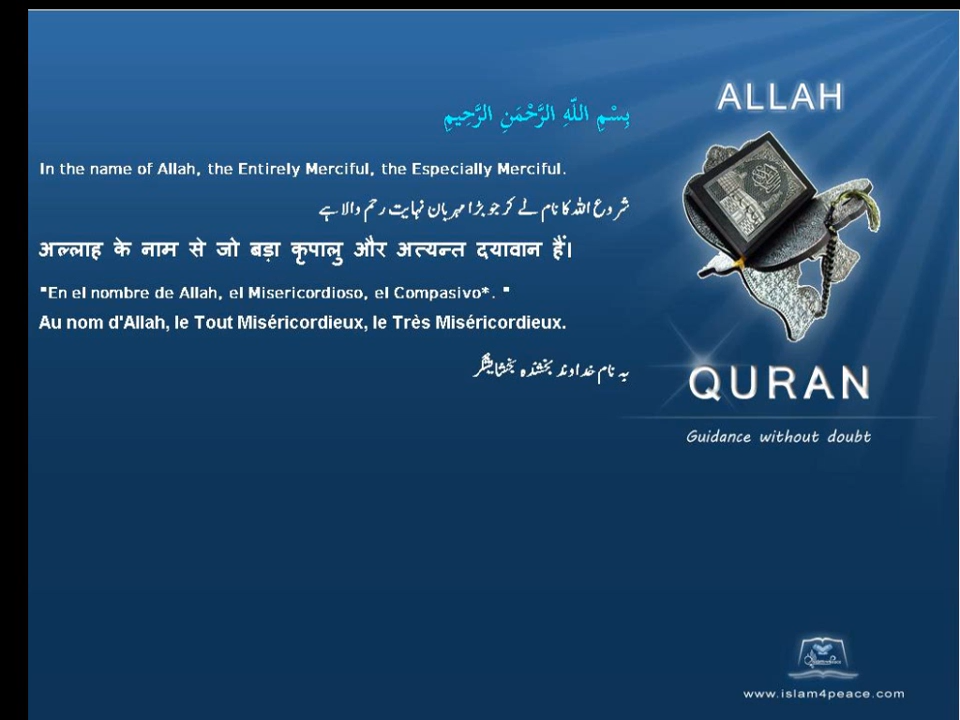 بِسْمِ اللّهِ الرَّحْمَنِ الرَّحِيمِ
In the name of Allah, the Entirely Merciful, the Especially Merciful.
شروع الله کا نام لے کر جو بڑا مہربان نہایت رحم والا ہے
अल्लाह के नाम से जो बड़ा कृपालु और अत्यन्त दयावान हैं।
"En el nombre de Allah, el Misericordioso, el Compasivo*. "
Au nom d'Allah, le Tout Miséricordieux, le Très Miséricordieux.
به نام خداوند بخشنده بخشایشگر
ALLAH
QURAN
Guidance without doubt
www.islam4peace.com